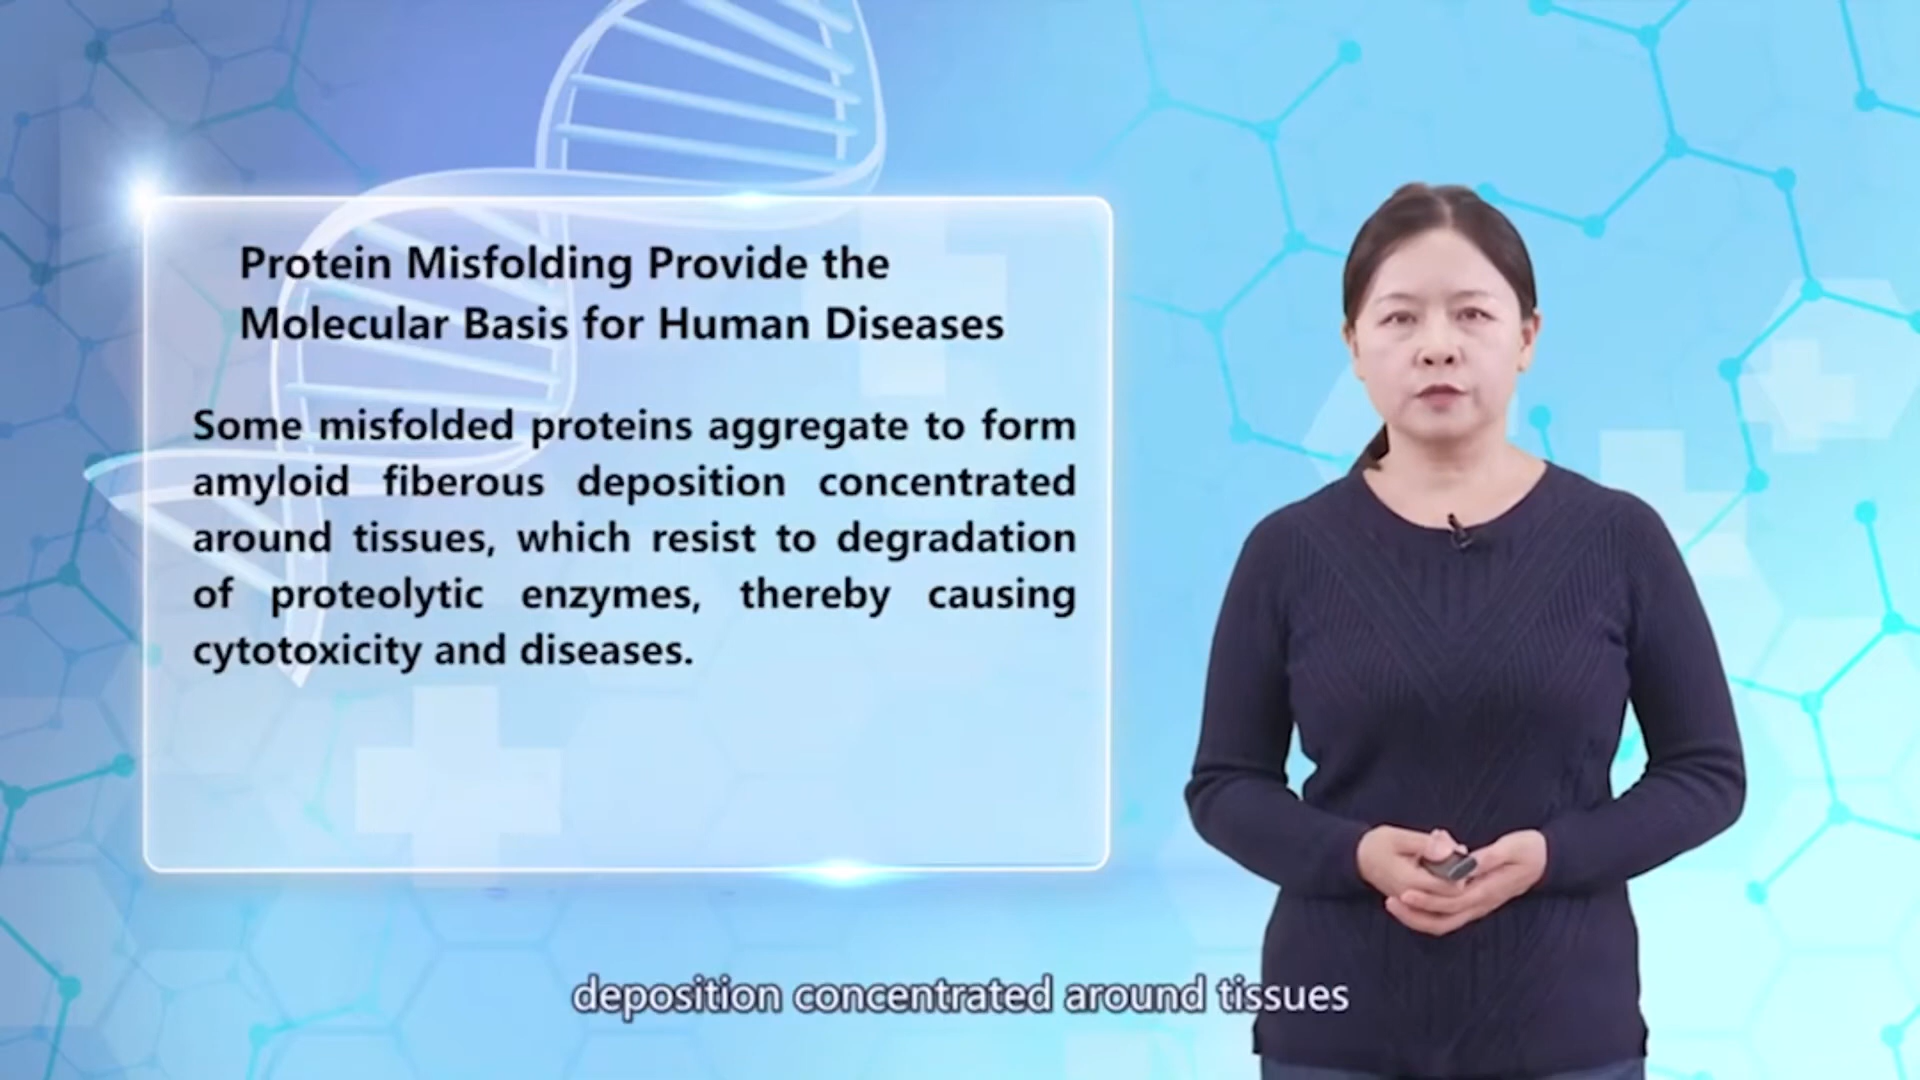 Protein Misfolding Provide the
Molecular Basis for Human Diseases
Some misfolded proteins aggregate to form
amyloid fiberous deposition concentrated
around tissues, which resist to degradation
of proteolytic enzymes, thereby causing
cytotoxicity and diseases.
deposition concentrated around tissues